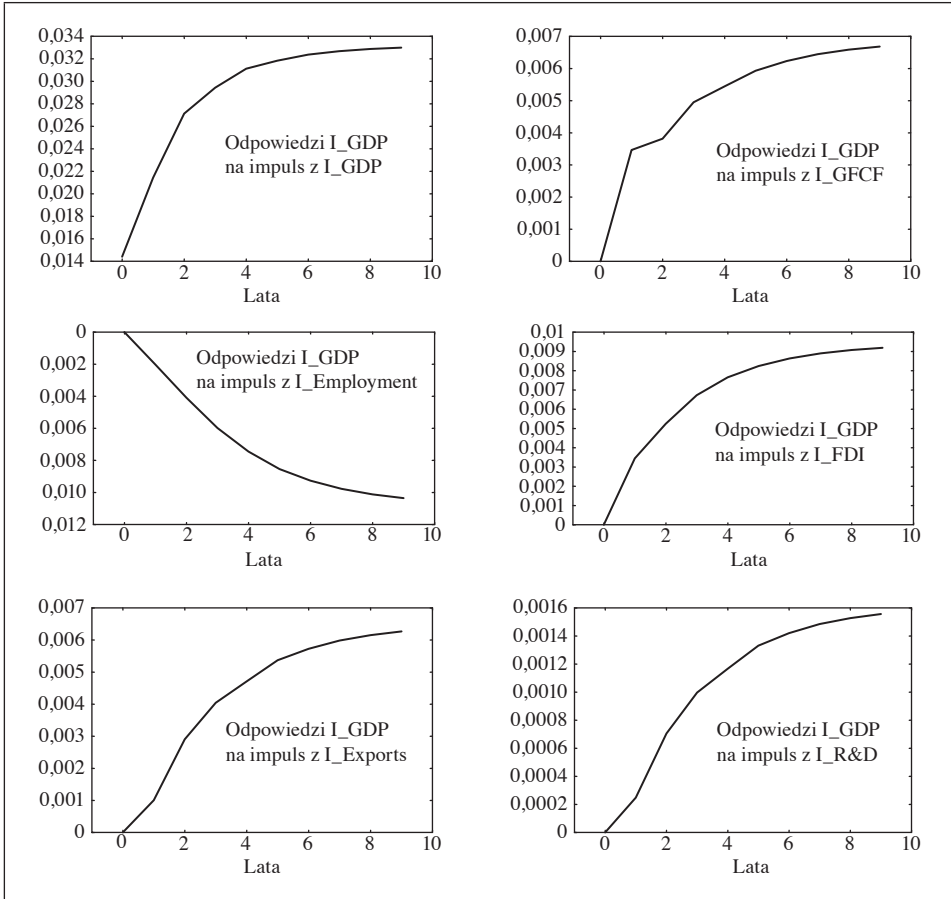 0,034
0,032
0,030
0,028
0,026
0,024
0,022
0,020
0,018
0,016
0,014
Odpowiedzi I_GDP
na impuls z I_GDP
0 2 4 6 8 10
Lata
0,007
0,006
0,005
0,004
0,003
0,002
0,001
0
Odpowiedzi I_GDP
na impuls z I_GFCF
0 2 4 6 8 10
Lata
0
0,002
0,004
0,006
0,008
0,010
0,012
Odpowiedzi I_GDP
na impuls z I_Employment
0 2 4 6 8 10
Lata
0,01
0,009
0,008
0,007
0,006
0,005
0,004
0,003
0,002
0,001
0
Odpowiedzi I_GDP
na impuls z I_FDI
0 2 4 6 8 10
Lata
0,007
0,006
0,005
0,004
0,003
0,002
0,001
0
Odpowiedzi I_GDP
na impuls z I_Exports
0 2 4 6 8 10
Lata
0,0016
0,0016
0,0014
0,0012
0,0010
0,0008
0,0006
0,0004
0,0002
0
Odpowiedzi I_GDP
na impuls z I_R&D
0 2 4 6 8 10
Lata